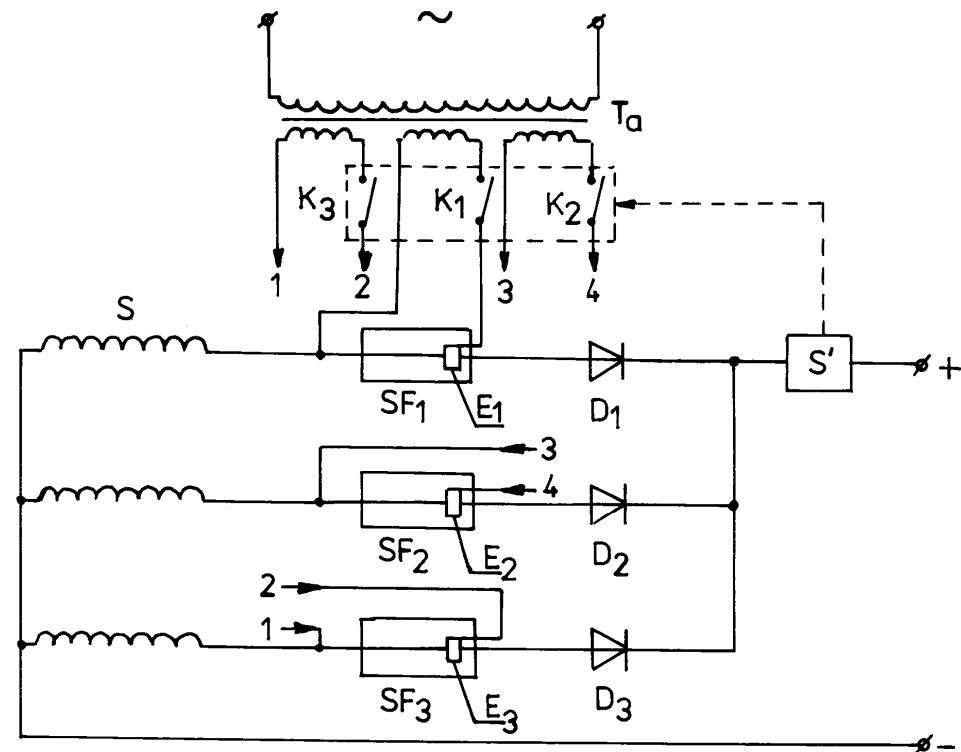 ~
Ta
K3 K1 K2
1 2 3 4
S
S'
+
SF1 E1 D1
3
4
SF2 E2 D2
2
1
SF3 E3 D3
-